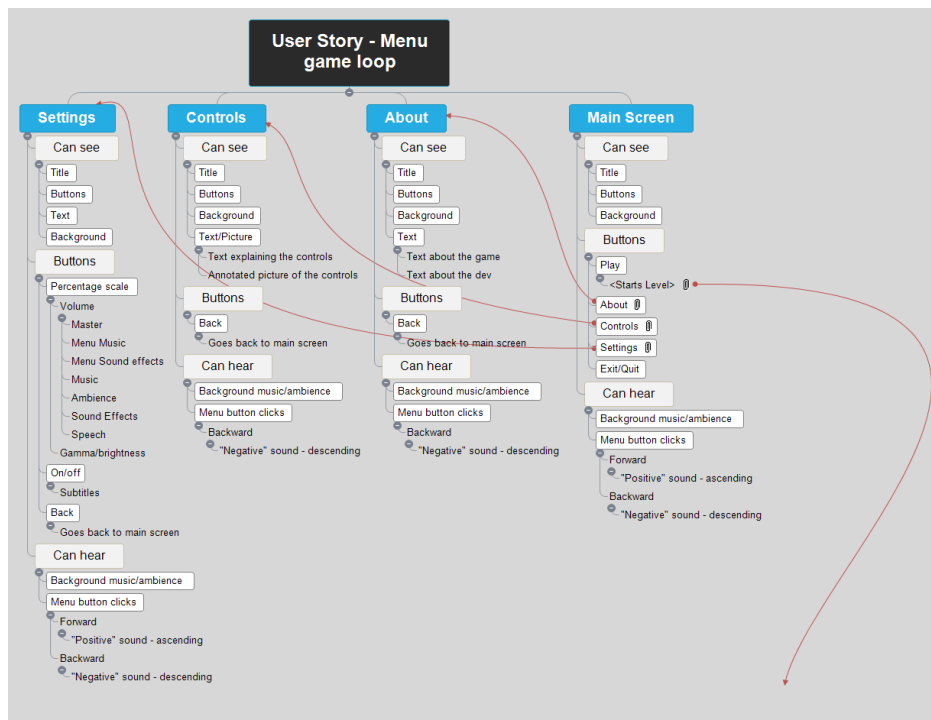 User Story - Menu
game loop
Settings
Can see
Title
Buttons
Text
Background
Buttons
Percentage scale
Volume
Master
Menu Music
Menu Sound effects
Music
Ambience
Sound Effects
Speech
Gamma/brightness
On/off
Subtitles
Back
Goes back to main screen
Can hear
Background music/ambience
Menu button clicks
Forward
"Positive" sound - ascending
Backward
"Negative" sound - descending
Controls
Can see
Title
Buttons
Background
Text/Picture
Text explaining the controls
Annotated picture of the controls
Buttons
Back
Goes back to main screen
Can hear
Background music/ambience
Menu button clicks
Backward
"Negative" sound - descending
About
Can see
Title
Buttons
Background
Text
Text about the game
Text about the dev
Buttons
Back
Goes back to main screen
Can hear
Background music/ambience
Menu button clicks
Backward
"Negative" sound - descending
Main Screen
Can see
Title
Buttons
Background
Buttons
Play
<Starts Level>
About
Controls
Settings
Exit/Quit
Can hear
Background music/ambience
Menu button clicks
Forward
"Positive" sound - ascending
Backward
"Negative" sound - descending